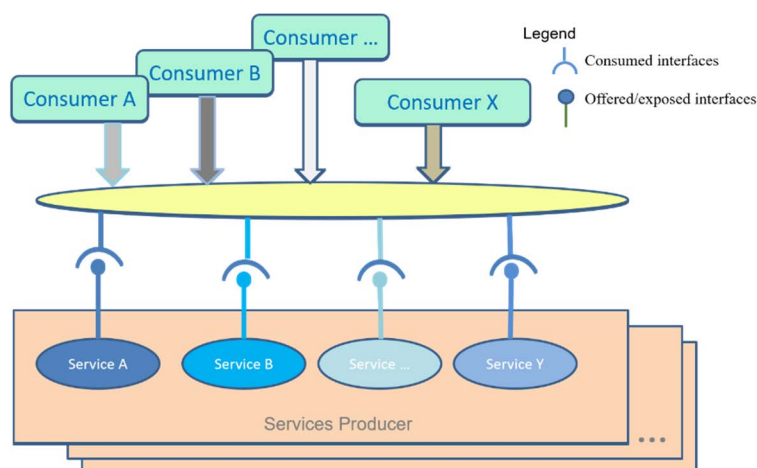 Consumer ...
Consumer B
Consumer A
Consumer X
Legend
Consumed interfaces
Offered/exposed interfaces
Service A
Service B
Service ...
Service Y
Services Producer
...